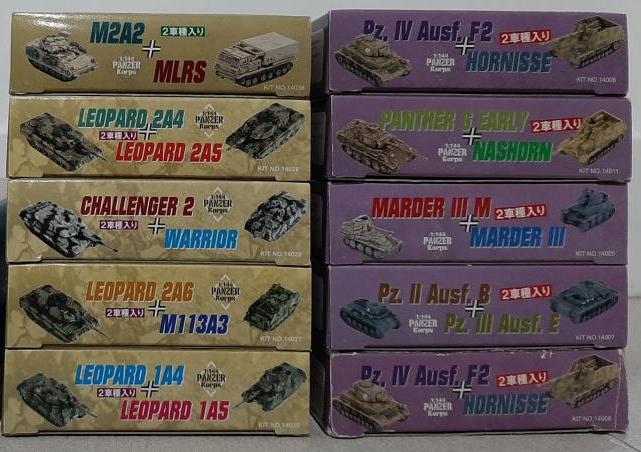 M2A2 2車種入り
+
1:144
PANZER
Korps
MLRS
KIT NO.14038
LEOPARD 2A4
2車種入り +
LEOPARD 2A5
1:144
PANZER
Korps
CHALLENGER 2
2車種入り +
WARRIOR
1:144
PANZER
Korps
LEOPARD 2A6
2車種入り +
M113A3
1:144
PANZER
Korps
LEOPARD 1A4
2車種入り +
LEOPARD 1A5
1:144
PANZER
Korps
Pz. IV Ausf. F2
2車種入り
1:144
PANZER
Korps
+
HORNISSE
KIT NO.14008
PANTHER G EARLY
2車種入り
1:144
PANZER
Korps
+
NASHORN
KIT NO.14011
MARDER III M
2車種入り
1:144
PANZER
Korps
+
MARDER III
Pz. II Ausf. B
2車種入り
1:144
PANZER
Korps
+
Pz. III Ausf. E
KIT NO.14007
Pz. IV Ausf. F2
2車種入り
1:144
PANZER
Korps
+
HORNISSE
KIT NO.14008